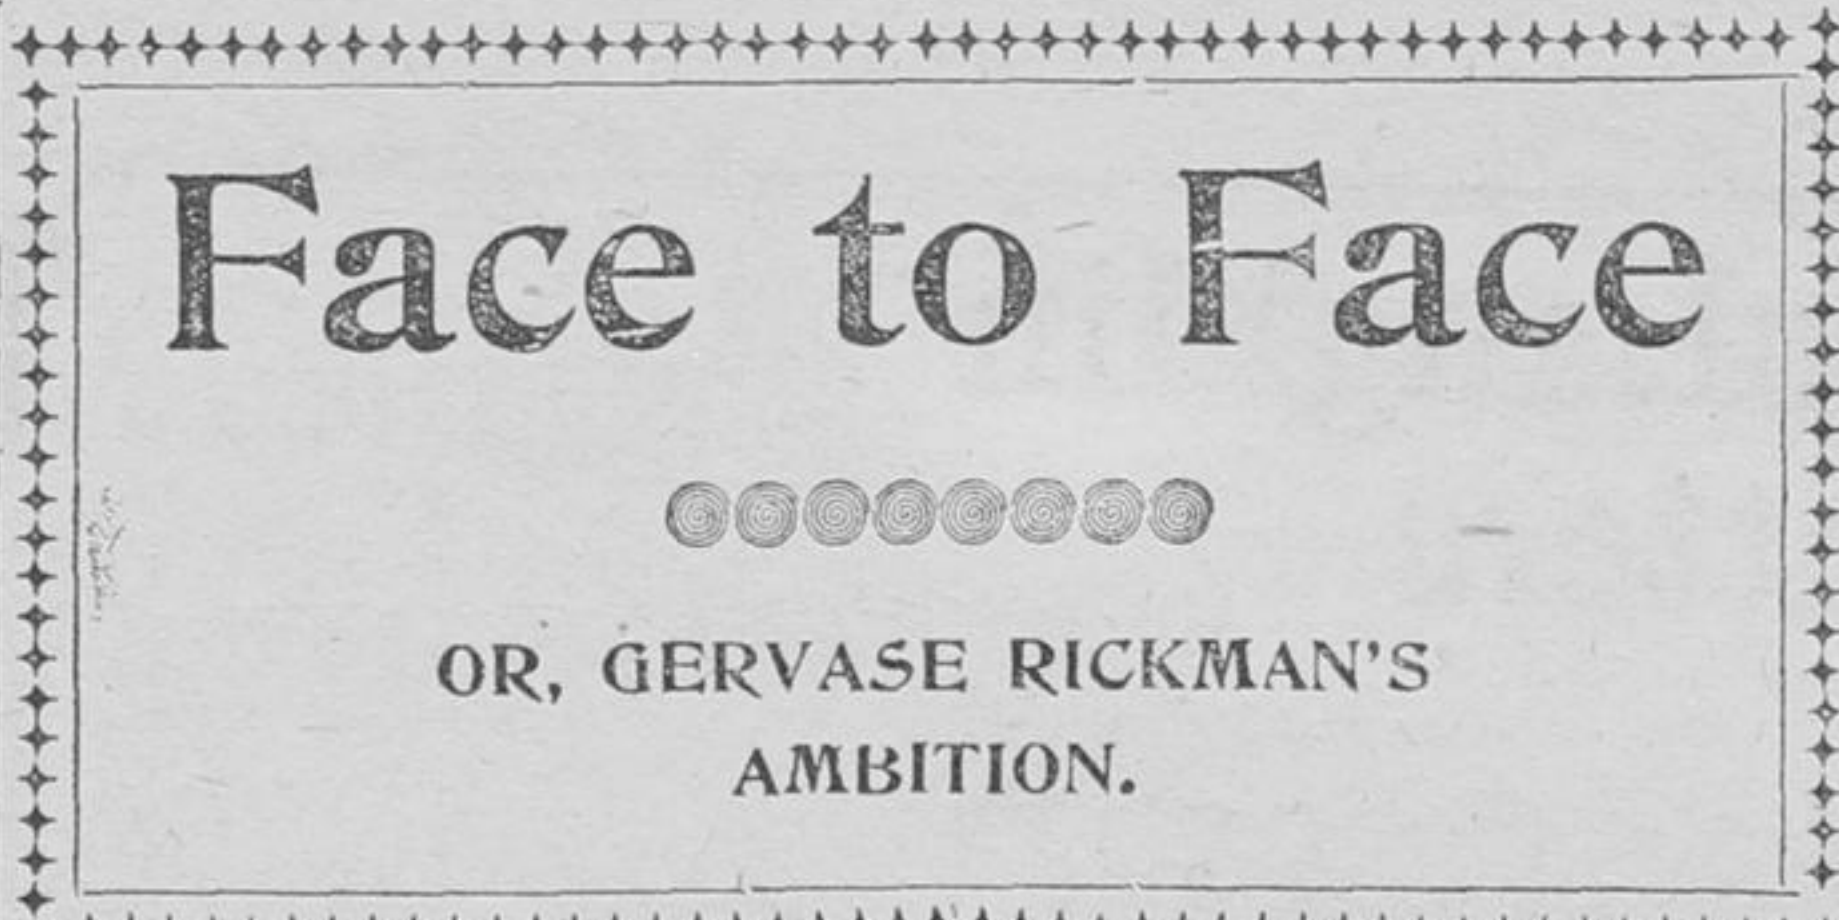 Face to Face
OR, GERVASE RICKMAN'S
AMBITION.